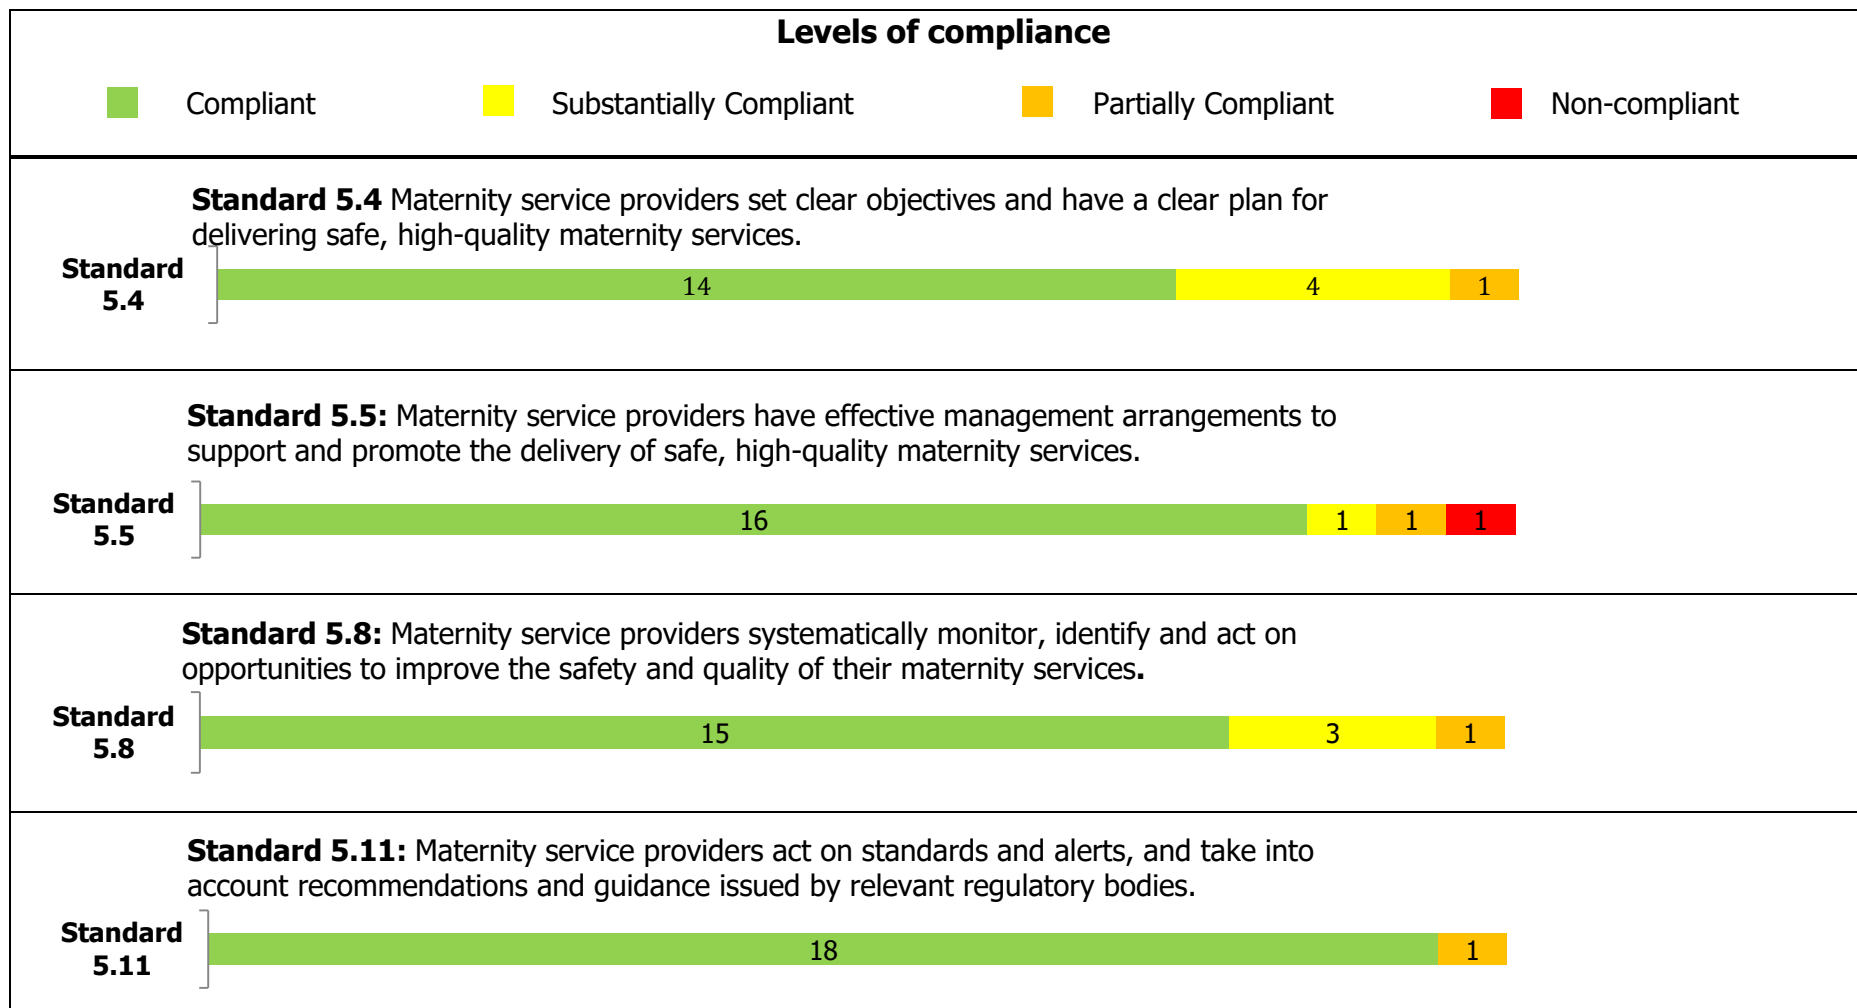 Levels of compliance
Compliant Substantially Compliant Partially Compliant Non-compliant
Standard 5.4 Maternity service providers set clear objectives and have a clear plan for
delivering safe, high-quality maternity services.
Standard
5.4
14 4 1
Standard 5.5: Maternity service providers have effective management arrangements to
support and promote the delivery of safe, high-quality maternity services.
Standard
5.5
16 1 1 1
Standard 5.8: Maternity service providers systematically monitor, identify and act on
opportunities to improve the safety and quality of their maternity services.
Standard
5.8
15 3 1
Standard 5.11: Maternity service providers act on standards and alerts, and take into
account recommendations and guidance issued by relevant regulatory bodies.
Standard
5.11
18 1